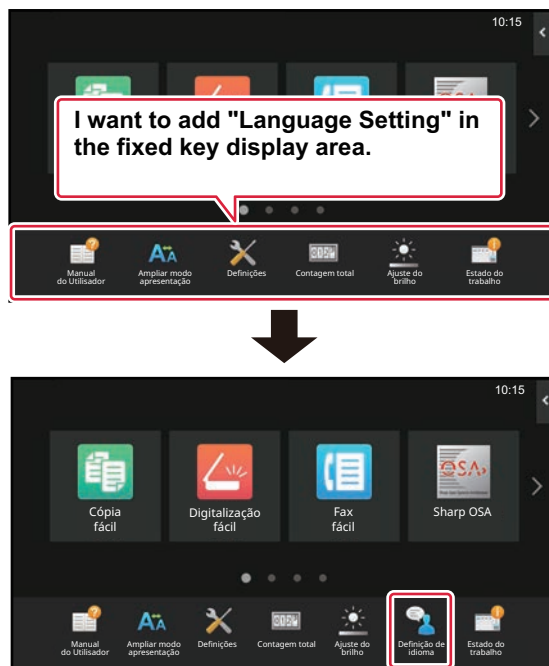 10:15
I want to add "Language Setting" in
the fixed key display area.
Manual
do Utilisador
Ampliar modo
apresentação
Definições
Contagem total
Ajuste do
brilho
Estado do
trabalho
10:15
Cópia
fácil
Digitalização
fácil
Fax
fácil
Sharp OSA
Manual
do Utilisador
Ampliar modo
apresentação
Definições
Contagem total
Ajuste do
brilho
Definição de
idioma
Estado do
trabalho